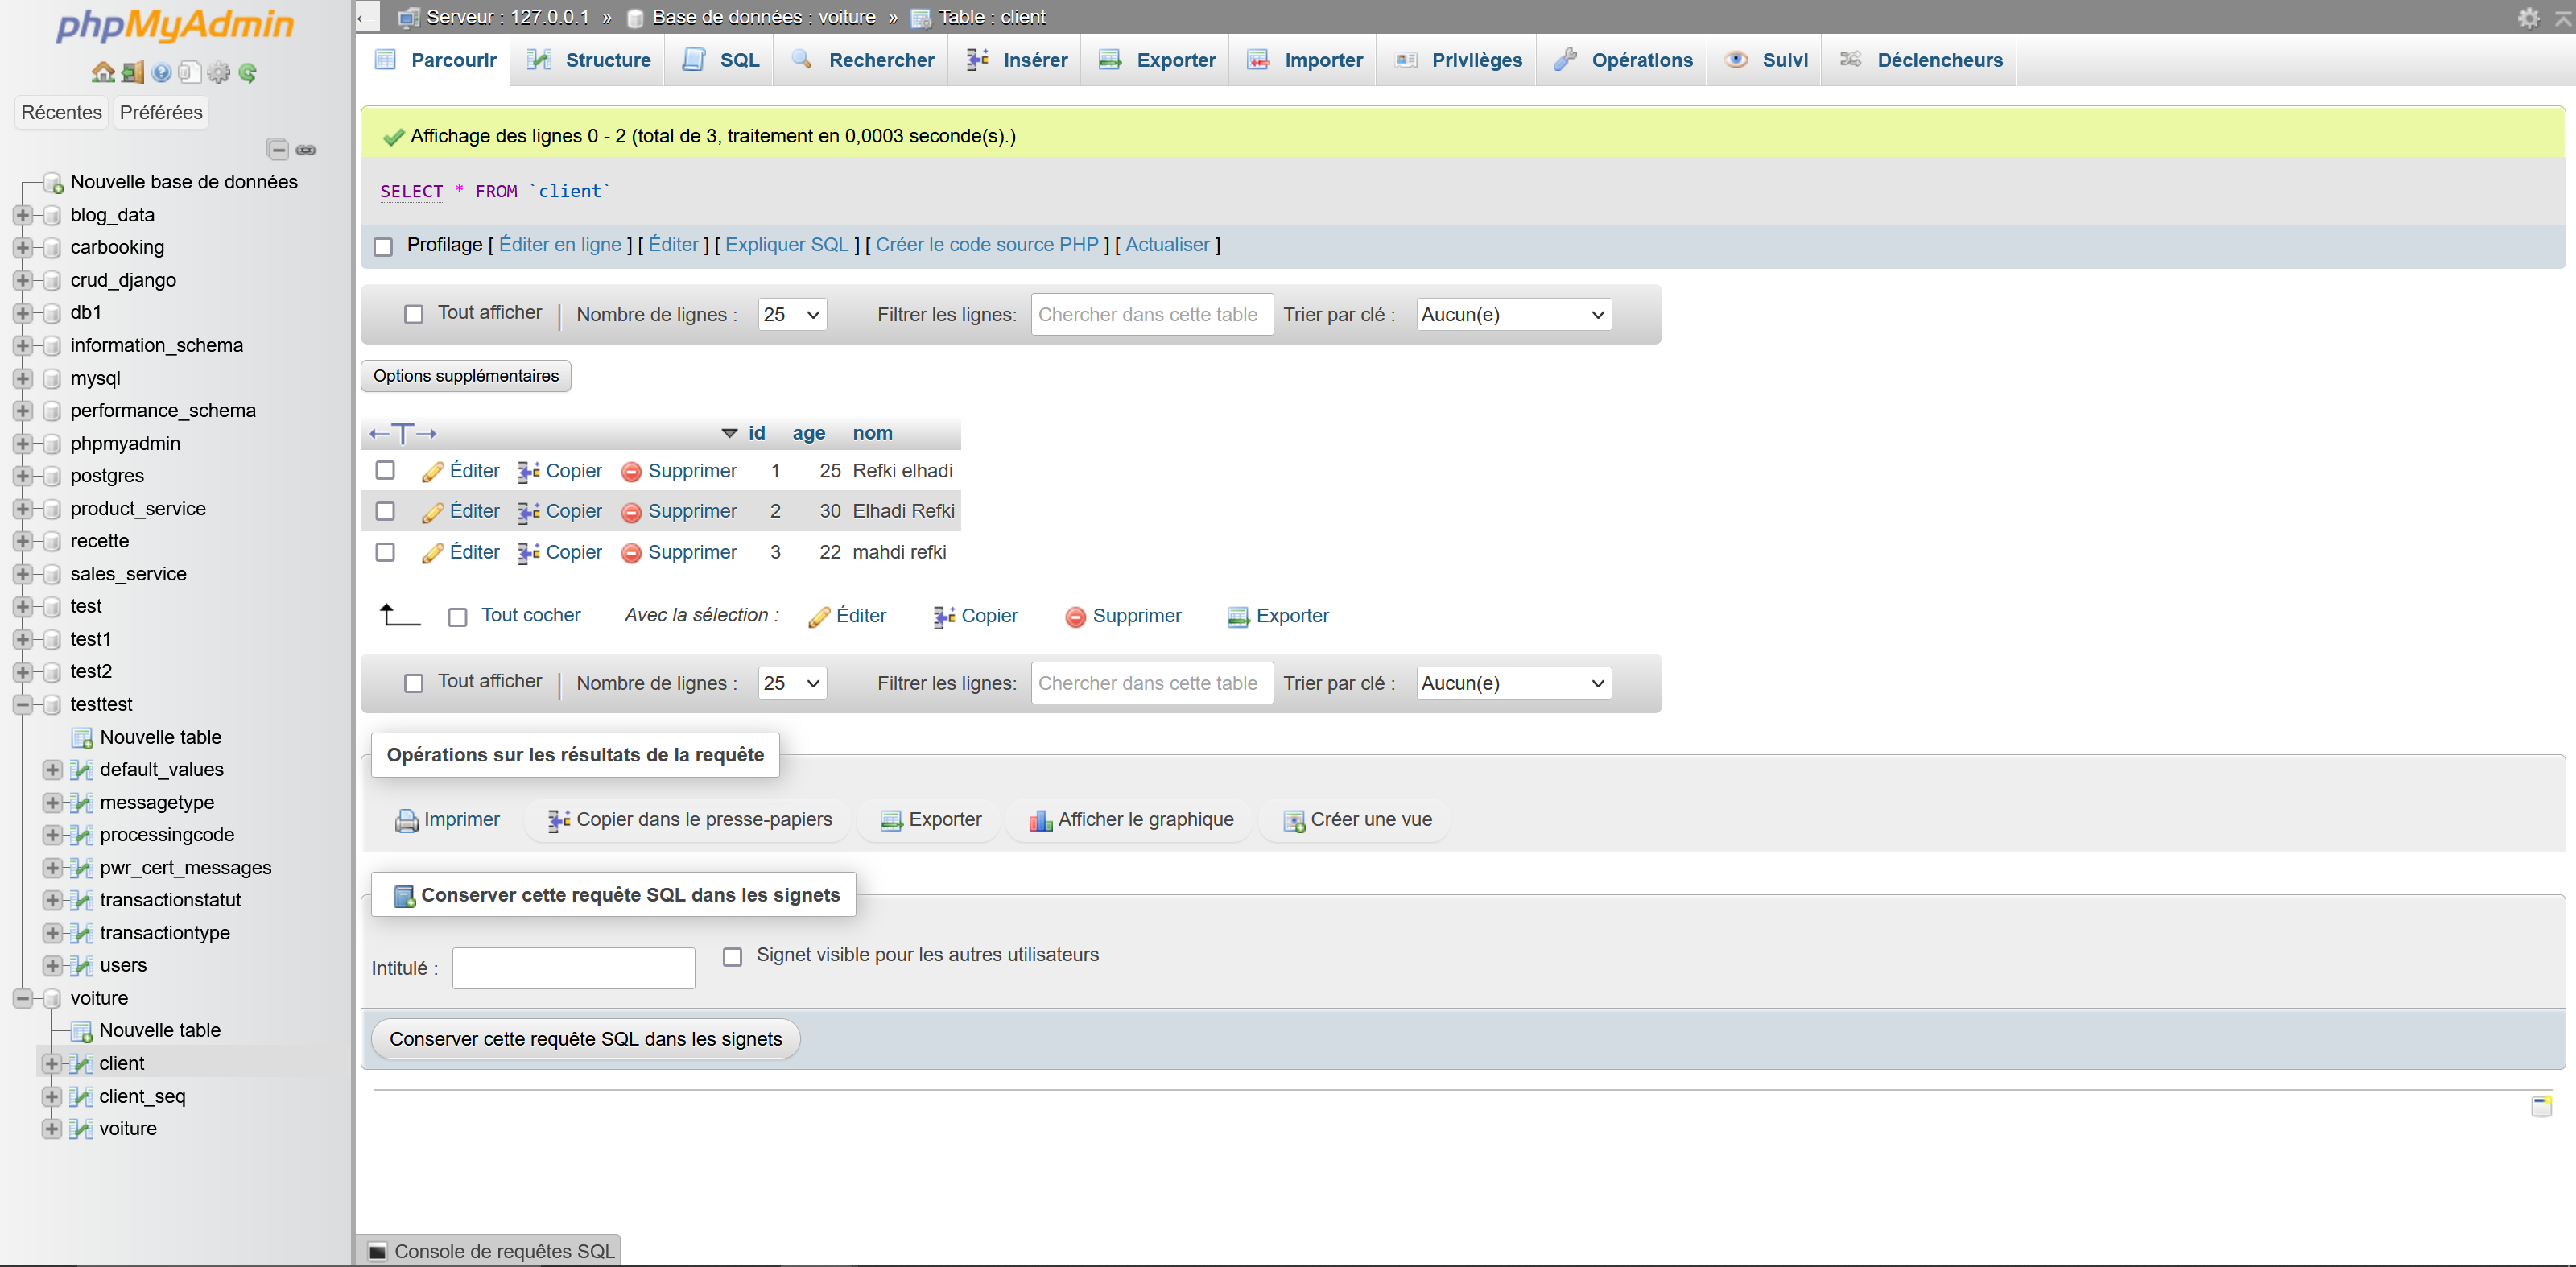 phpMyAdmin
Récentes Préférées
Nouvelle base de données
blog_data
carbooking
crud_django
db1
information_schema
mysql
performance_schema
phpmyadmin
postgres
product_service
recette
sales_service
test
test1
test2
testtest
Nouvelle table
default_values
messagetype
processingcode
pwr_cert_messages
transactionstatut
transactiontype
users
voiture
Nouvelle table
client
client_seq
voiture
Serveur : 127.0.0.1 » Base de données : voiture » Table : client
Parcourir Structure SQL Rechercher Insérer Exporter Importer Privilèges Opérations Suivi Déclencheurs
Affichage des lignes 0 - 2 (total de 3, traitement en 0,0003 seconde(s).)
SELECT * FROM `client`
Profilage [ Éditer en ligne ] [ Éditer ] [ Expliquer SQL ] [ Créer le code source PHP ] [ Actualiser ]
Tout afficher | Nombre de lignes : 25 Filtrer les lignes: Chercher dans cette table Trier par clé : Aucun(e)
Options supplémentaires
←T→ id age nom
Éditer Copier Supprimer 1 25 Refki elhadi
Éditer Copier Supprimer 2 30 Elhadi Refki
Éditer Copier Supprimer 3 22 mahdi refki
Tout cocher Avec la sélection : Éditer Copier Supprimer Exporter
Tout afficher | Nombre de lignes : 25 Filtrer les lignes: Chercher dans cette table Trier par clé : Aucun(e)
Opérations sur les résultats de la requête
Imprimer Copier dans le presse-papiers Exporter Afficher le graphique Créer une vue
Conserver cette requête SQL dans les signets
Intitulé : Signet visible pour les autres utilisateurs
Conserver cette requête SQL dans les signets
Console de requêtes SQL